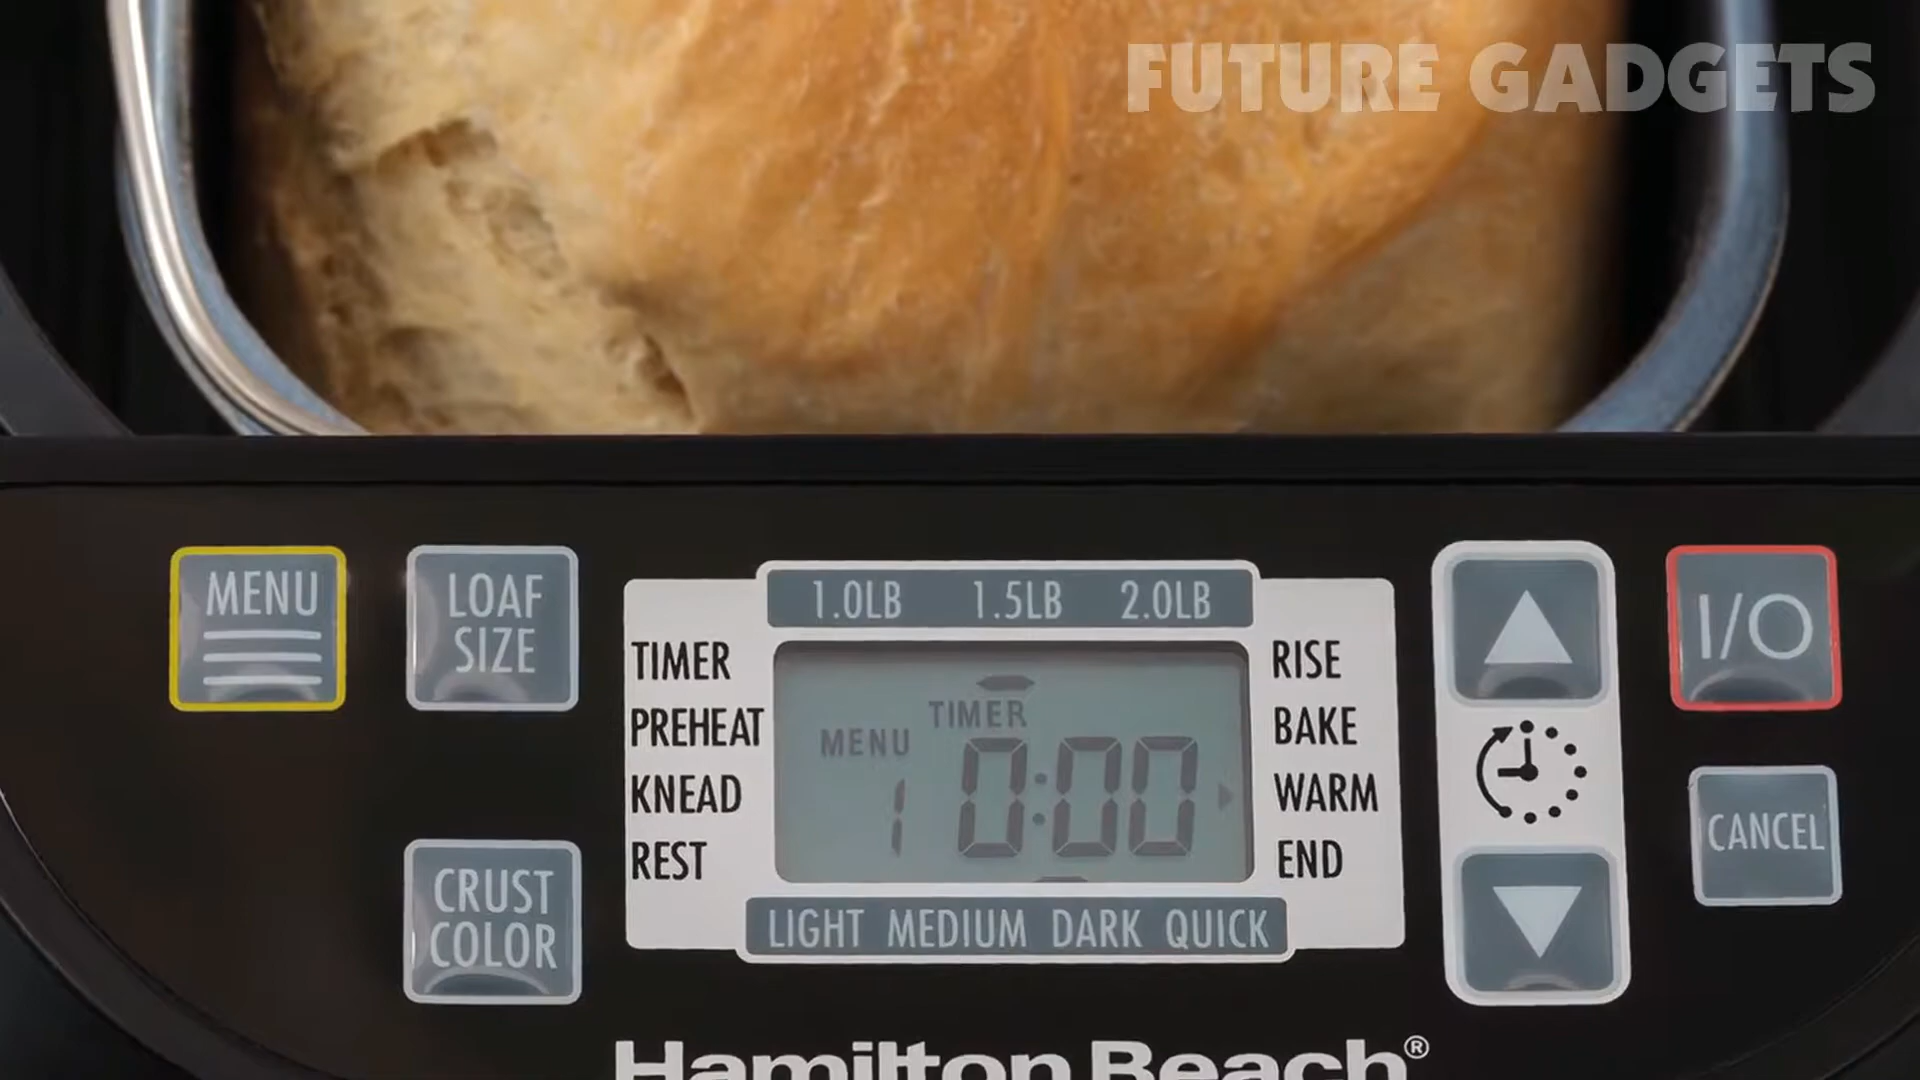 FUTURE GADGETS
MENU
LOAF
SIZE
CRUST
COLOR
1.0LB 1.5LB 2.0LB
TIMER
PREHEAT
KNEAD
REST
TIMER
MENU
1 0:00
RISE
BAKE
WARM
END
LIGHT MEDIUM DARK QUICK
I/O
CANCEL
Hamilton Beach®